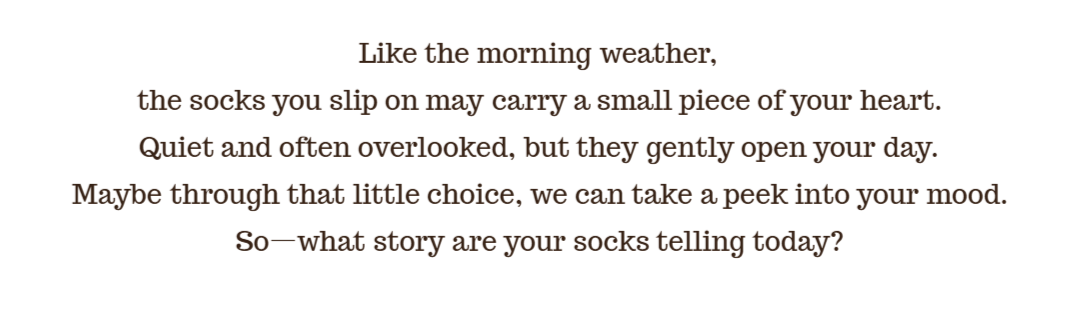 Like the morning weather,
the socks you slip on may carry a small piece of your heart.
Quiet and often overlooked, but they gently open your day.
Maybe through that little choice, we can take a peek into your mood.
So—what story are your socks telling today?